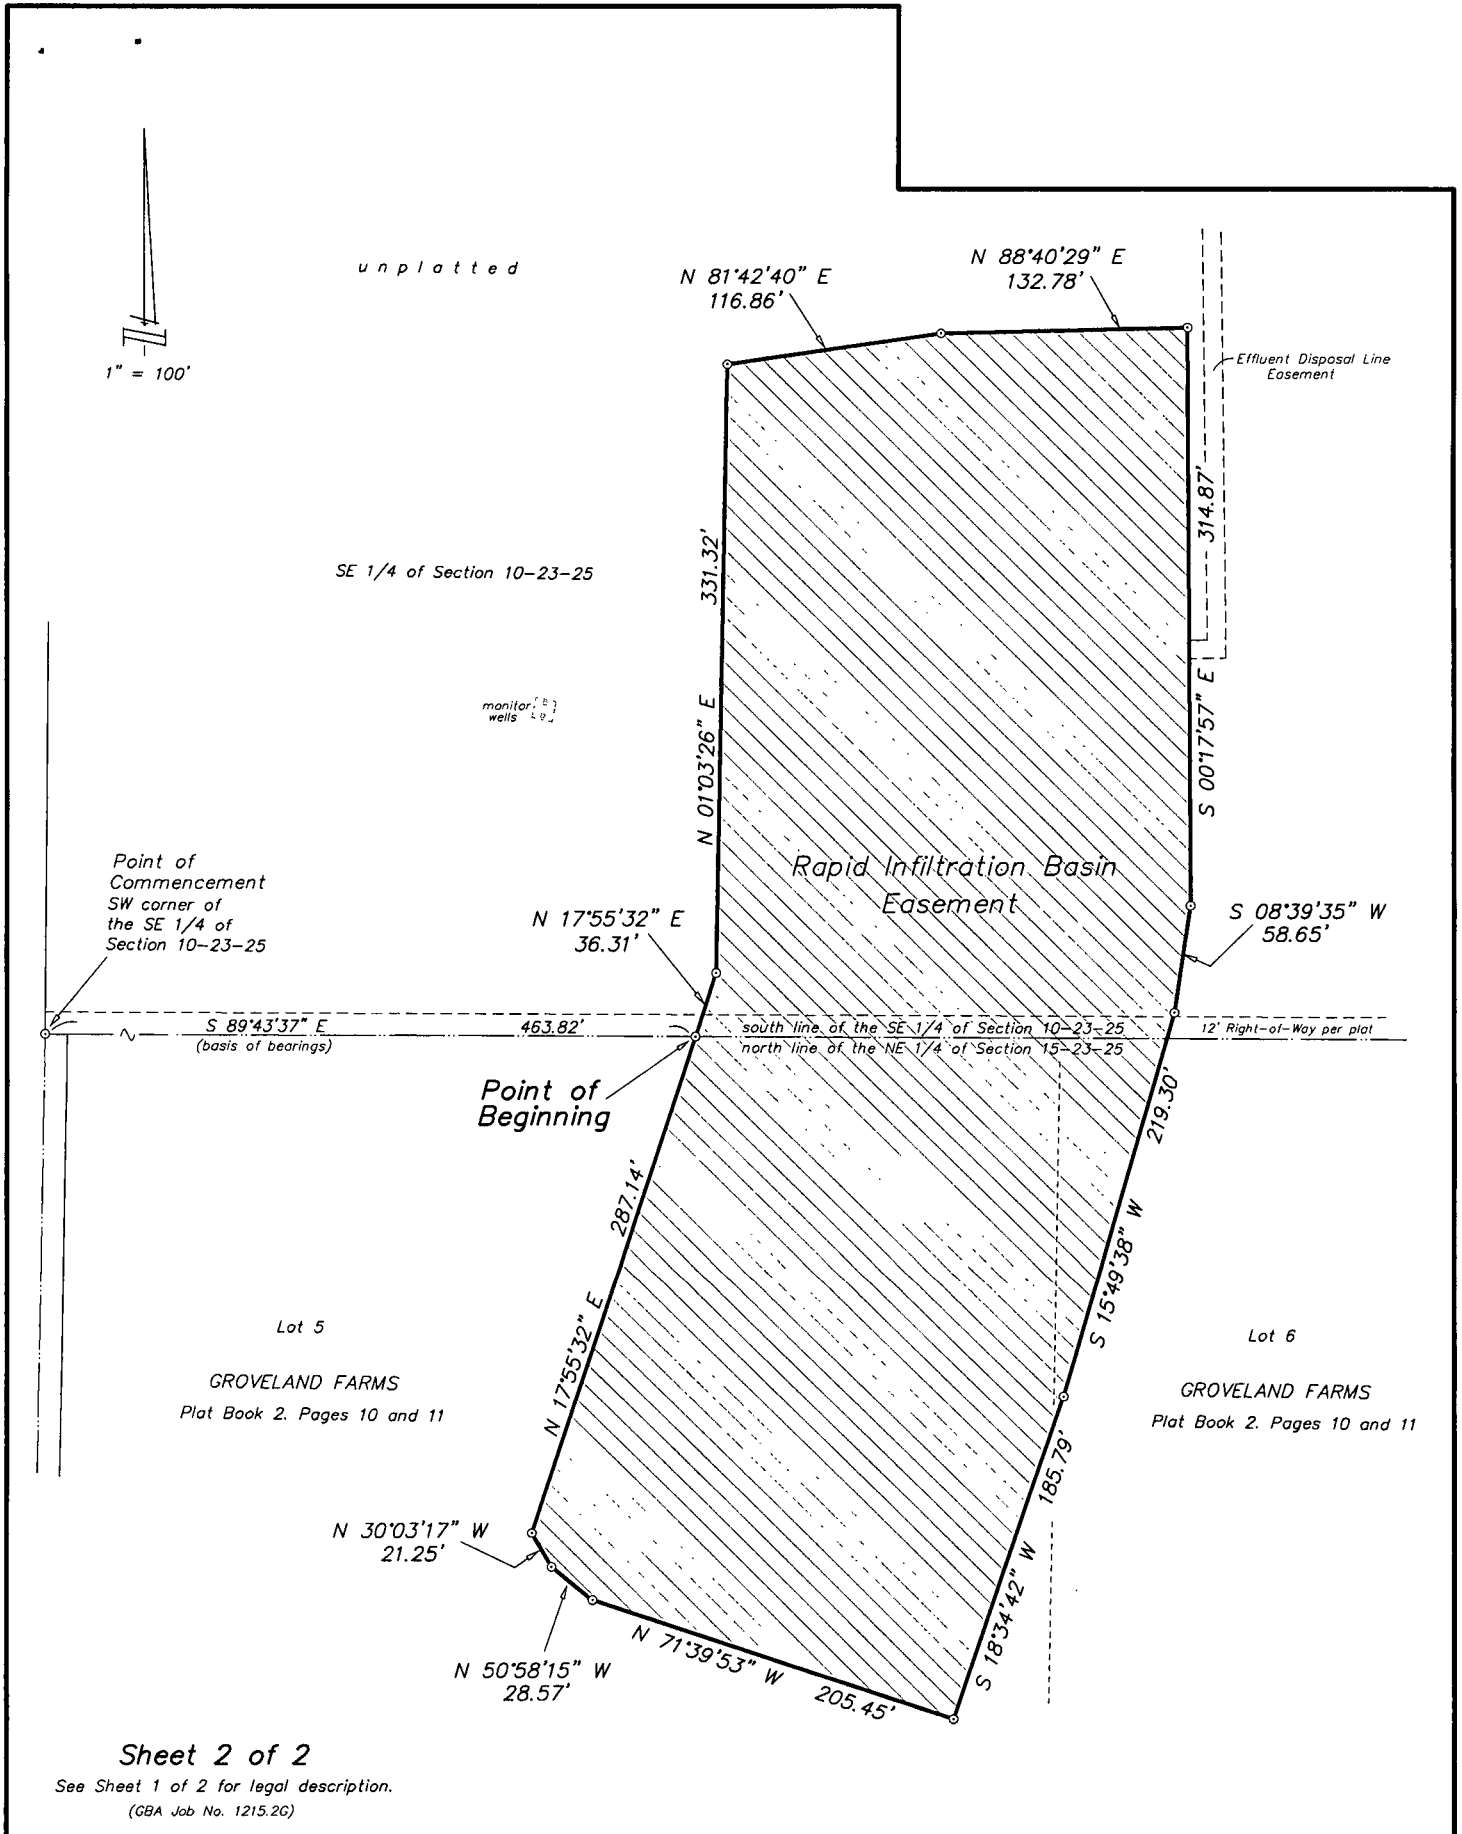 unplatted
N 81°42'40" E
116.86'
N 88°40'29" E
132.78'
1" = 100'
Effluent Disposal Line
Easement
314.87'
331.32'
SE 1/4 of Section 10-23-25
monitor
wells
N 01°03'26" E
S 00°17'57" E
Rapid Infiltration Basin
Easement
Point of
Commencement
SW corner of
the SE 1/4 of
Section 10-23-25
N 17°55'32" E
36.31'
S 08°39'35" W
58.65'
S 89°43'37" E
(basis of bearings)
463.82'
south line of the SE 1/4 of Section 10-23-25
north line of the NE 1/4 of Section 15-23-25
12' Right-of-Way per plat
Point of
Beginning
219.30'
287.14'
S 15°49'38" W
N 17°55'32" E
Lot 5
GROVELAND FARMS
Plat Book 2. Pages 10 and 11
Lot 6
GROVELAND FARMS
Plat Book 2. Pages 10 and 11
185.79'
S 18°34'42" W
N 30°03'17" W
21.25'
N 50°58'15" W
28.57'
N 71°39'53" W
205.45'
Sheet 2 of 2
See Sheet 1 of 2 for legal description.
(GBA Job No. 1215.2G)